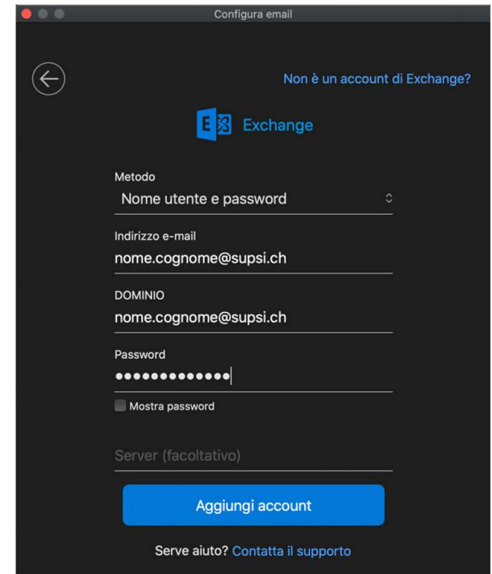 Configura email
Non è un account di Exchange?
Exchange
Metodo
Nome utente e password
Indirizzo e-mail
nome.cognome@supsi.ch
DOMINIO
nome.cognome@supsi.ch
Password
●●●●●●●●●●●●●
Mostra password
Server (facoltativo)
Aggiungi account
Serve aiuto? Contatta il supporto